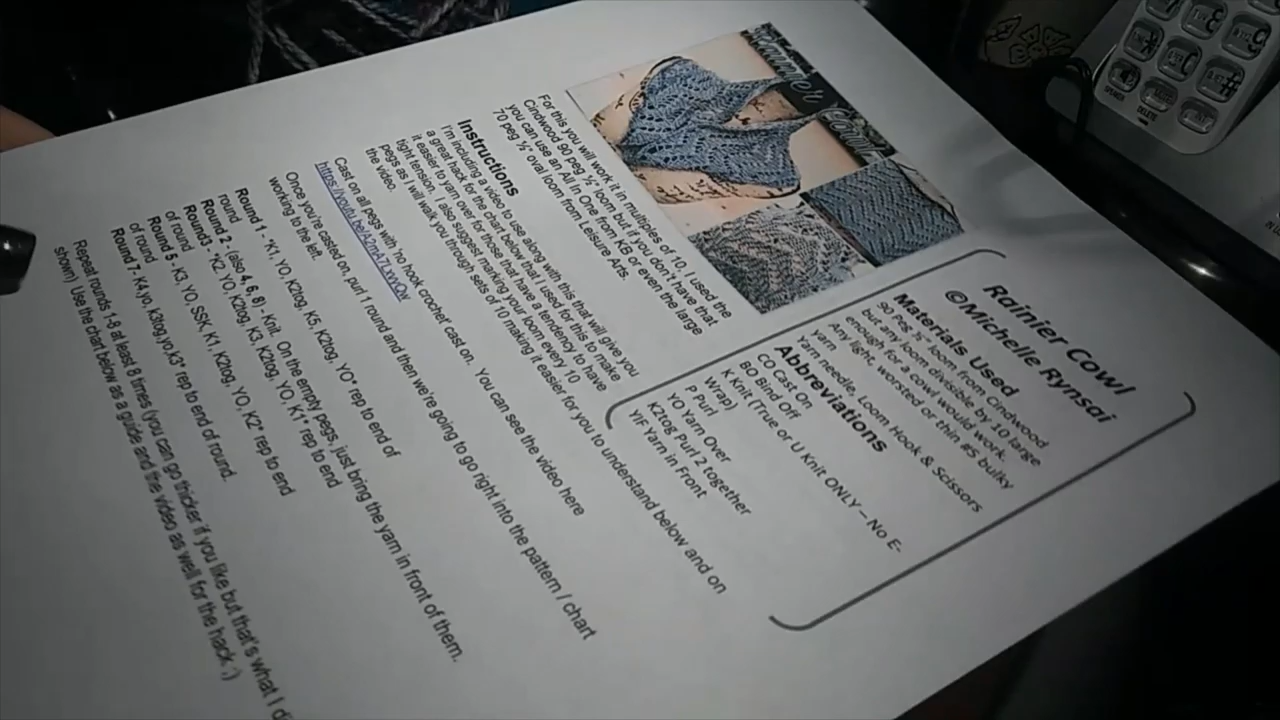 Rainier Cowl
Rainier Cowl
©Michelle Rynsai
Materials Used
90 Peg ½" loom from Cindwood
but any loom divisible by 10 large
enough for a cowl would work.
Any light, worsted or thin #5 bulky
yarn
Yarn Needle, Loom Hook & Scissors
Abbreviations
CO Cast On
BO Bind Off
K Knit (True or U Knit ONLY – No E-
Wrap)
P Purl
YO Yarn Over
K2tog Purl 2 together
YIF Yarn in Front
For this you will work it in multiples of 10. I used the
Cindwood 90 peg ½" loom but if you don't have that
you can use an All in One from KB or even the large
70 peg ½" oval loom from Lesiure Arts.
Instructions
I'm including a video to use along with this that will give you
a great hack for the chart below that I used for this to make
it easier to yarn over for those that have a tendency to have
tight tension. I also suggest marking your loom every 10
pegs as I will walk you through sets of 10 making it easier for you to understand below and on
the video.
Cast on all pegs with 'no hook crochet' cast on. You can see the video here
Once you're casted on, purl 1 round and then we're going to go right into the pattern / chart
working to the left.
Round 1 - *K1, YO, K2tog, K5, K2tog, YO* rep to end of
round
Round 2 - (also 4, 6, 8) - Knit. On the empty pegs, just bring the yarn in front of them.
Round3 - *K2, YO, K2tog, K3, K2tog, YO, K1* rep to end
of round
Round 5 - K3, YO, SSK, K1, K2tog, YO, K2* rep to end
of round
Round 7- K4,yo, k3tog,yo,k3* rep to end of round.
Repeat rounds 1-8 at least 8 times (you can go thicker if you like but that's what I
shown) Use the chart below as a guide and the video as well for the hack ;)